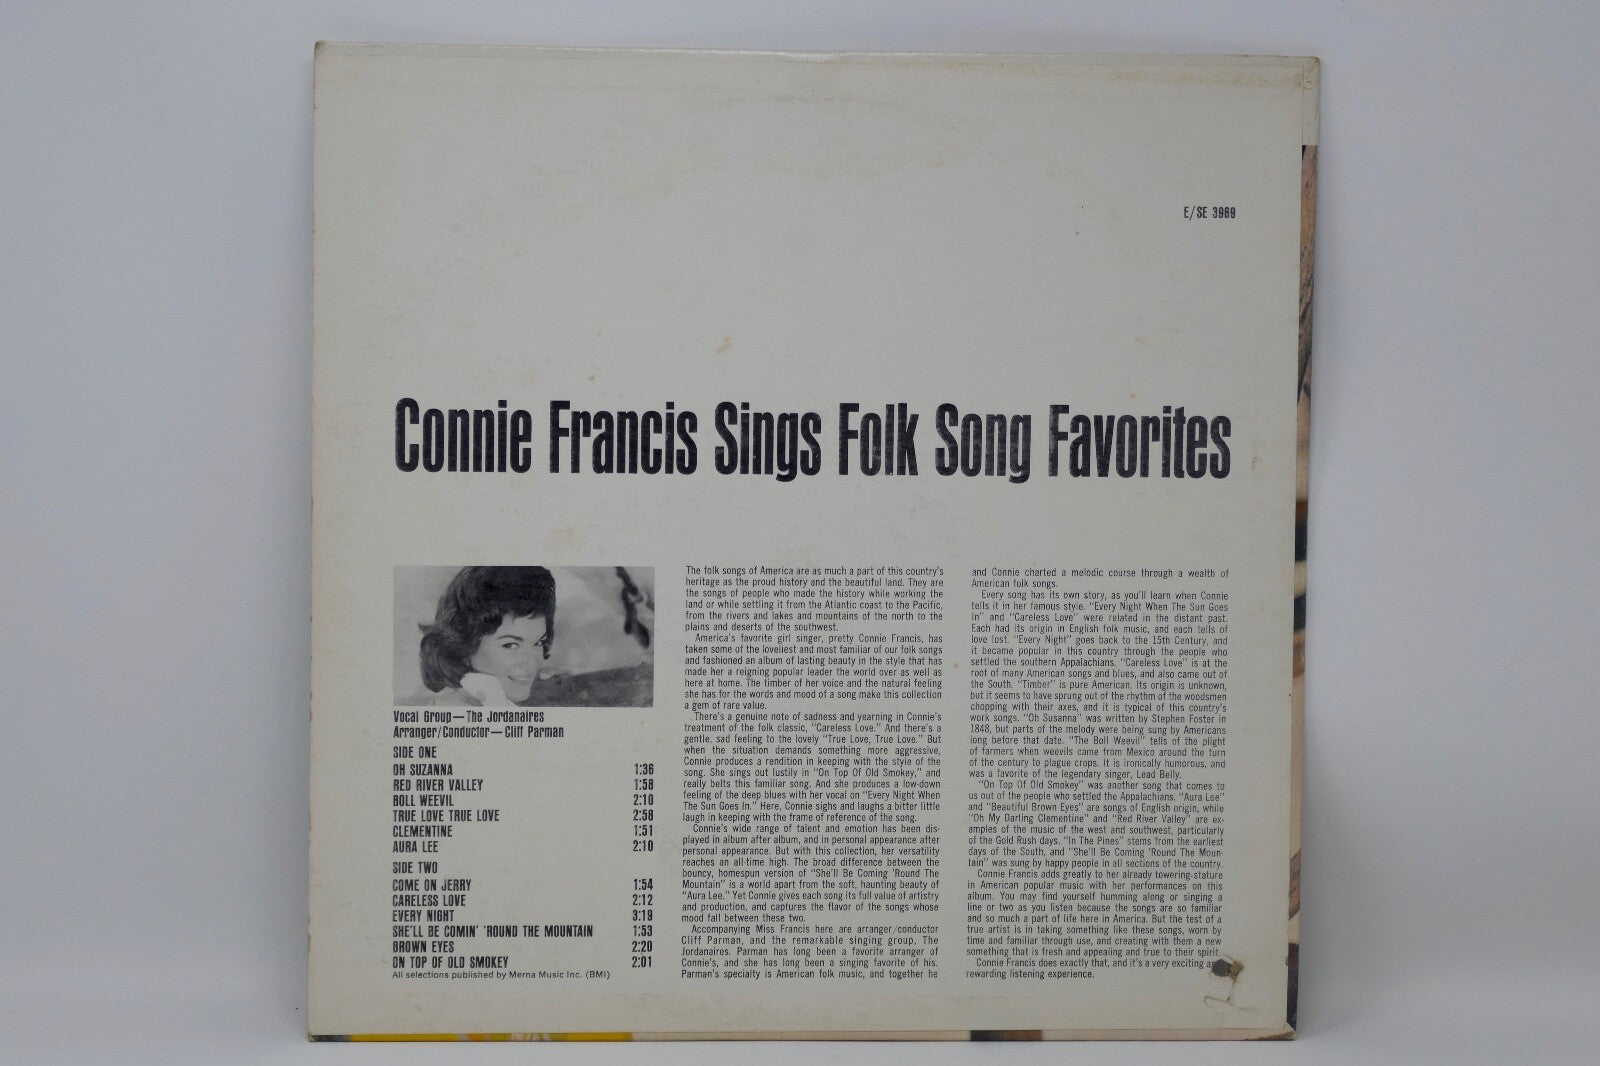 E/SE 3969
Connie Francis Sings Folk Song Favorites
Vocal Group—The Jordanaires
Arranger/Conductor—Cliff Parman
SIDE ONE
OH SUZANNA 1:36
RED RIVER VALLEY 1:58
BOLL WEEVIL 2:10
TRUE LOVE TRUE LOVE 2:58
CLEMENTINE 1:51
AURA LEE 2:10
SIDE TWO
COME ON JERRY 1:54
CARELESS LOVE 2:12
EVERY NIGHT 3:19
SHE'LL BE COMIN' 'ROUND THE MOUNTAIN 1:53
BROWN EYES 2:20
ON TOP OF OLD SMOKEY 2:01
All selections published by Merna Music Inc. (BMI)
The folk songs of America are as much a part of this country's
heritage as the proud history and the beautiful land. They are
the songs of people who made the history while working the
land or while settling it from the Atlantic coast to the Pacific,
from the rivers and lakes and mountains of the north to the
plains and deserts of the southwest.
America's favorite girl singer, pretty Connie Francis, has
taken some of the loveliest and most familiar of our folk songs
and fashioned an album of lasting beauty in the style that has
made her a reigning popular leader the world over as well as
here at home. The timber of her voice and the natural feeling
she has for the words and mood of a song make this collection
a gem of rare value.
There's a genuine note of sadness and yearning in Connie's
treatment of the folk classic, "Careless Love." And there's a
gentle, sad feeling to the lovely "True Love, True Love." But
when the situation demands something more aggressive,
Connie produces a rendition in keeping with the style of the
song. She sings out lustily in "On Top Of Old Smokey," and
really belts this familiar song. And she produces a low-down
feeling of the deep blues with her vocal on "Every Night When
The Sun Goes In." Here, Connie sighs and laughs a bitter little
laugh in keeping with the frame of reference of the song.
Connie's wide range of talent and emotion has been dis-
played in album after album, and in personal appearance after
personal appearance. But with this collection, her versatility
reaches an all-time high. The broad difference between the
bouncy, homespun version of "She'll Be Coming 'Round The
Mountain" is a world apart from the soft, haunting beauty of
"Aura Lee." Yet Connie gives each song its full value of artistry
and production, and captures the flavor of the songs whose
mood fall between these two.
Accompanying Miss Francis here are arranger/conductor
Cliff Parman, and the remarkable singing group, The
Jordanaires. Parman has long been a favorite arranger of
Connie's, and she has long been a singing favorite of his.
Parman's specialty is American folk music, and together he
and Connie charted a melodic course through a wealth of
American folk songs.
Every song has its own story, as you'll learn when Connie
tells it in her famous style. "Every Night When The Sun Goes
In" and "Careless Love" were related in the distant past.
Each had its origin in English folk music, and each tells of
love lost. "Every Night" goes back to the 15th Century, and
it became popular in this country through the people who
settled the southern Appalachians. "Careless Love" is at the
root of many American songs and blues, and also came out of
the South. "Timber" is pure American. Its origin is unknown,
but it seems to have sprung out of the rhythm of the woodsmen
chopping with their axes, and it is typical of this country's
work songs. "Oh Susanna" was written by Stephen Foster in
1848, but parts of the melody were being sung by Americans
long before that date. "The Boll Weevil" tells of the plight
of farmers when weevils came from Mexico around the turn
of the century to plague crops. It is ironically humorous, and
was a favorite of the legendary singer, Lead Belly.
"On Top Of Old Smokey" was another song that comes to
us out of the people who settled the Appalachians. "Aura Lee"
and "Beautiful Brown Eyes" are songs of English origin, while
"Oh My Darling Clementine" and "Red River Valley" are ex-
amples of the music of the west and southwest, particularly
of the Gold Rush days. "In The Pines" stems from the earliest
days of the South, and "She'll Be Coming 'Round The Moun-
tain" was sung by happy people in all sections of the country.
Connie Francis adds greatly to her already towering-stature
in American popular music with her performances on this
album. You may find yourself humming along or singing a
line or two as you listen because the songs are so familiar
and so much a part of life here in America. But the test of a
true artist is in taking something like these songs, worn by
time and familiar through use, and creating with them a new
something that is fresh and appealing and true to their spirit.
Connie Francis does exactly that, and it's a very exciting
rewarding listening experience.